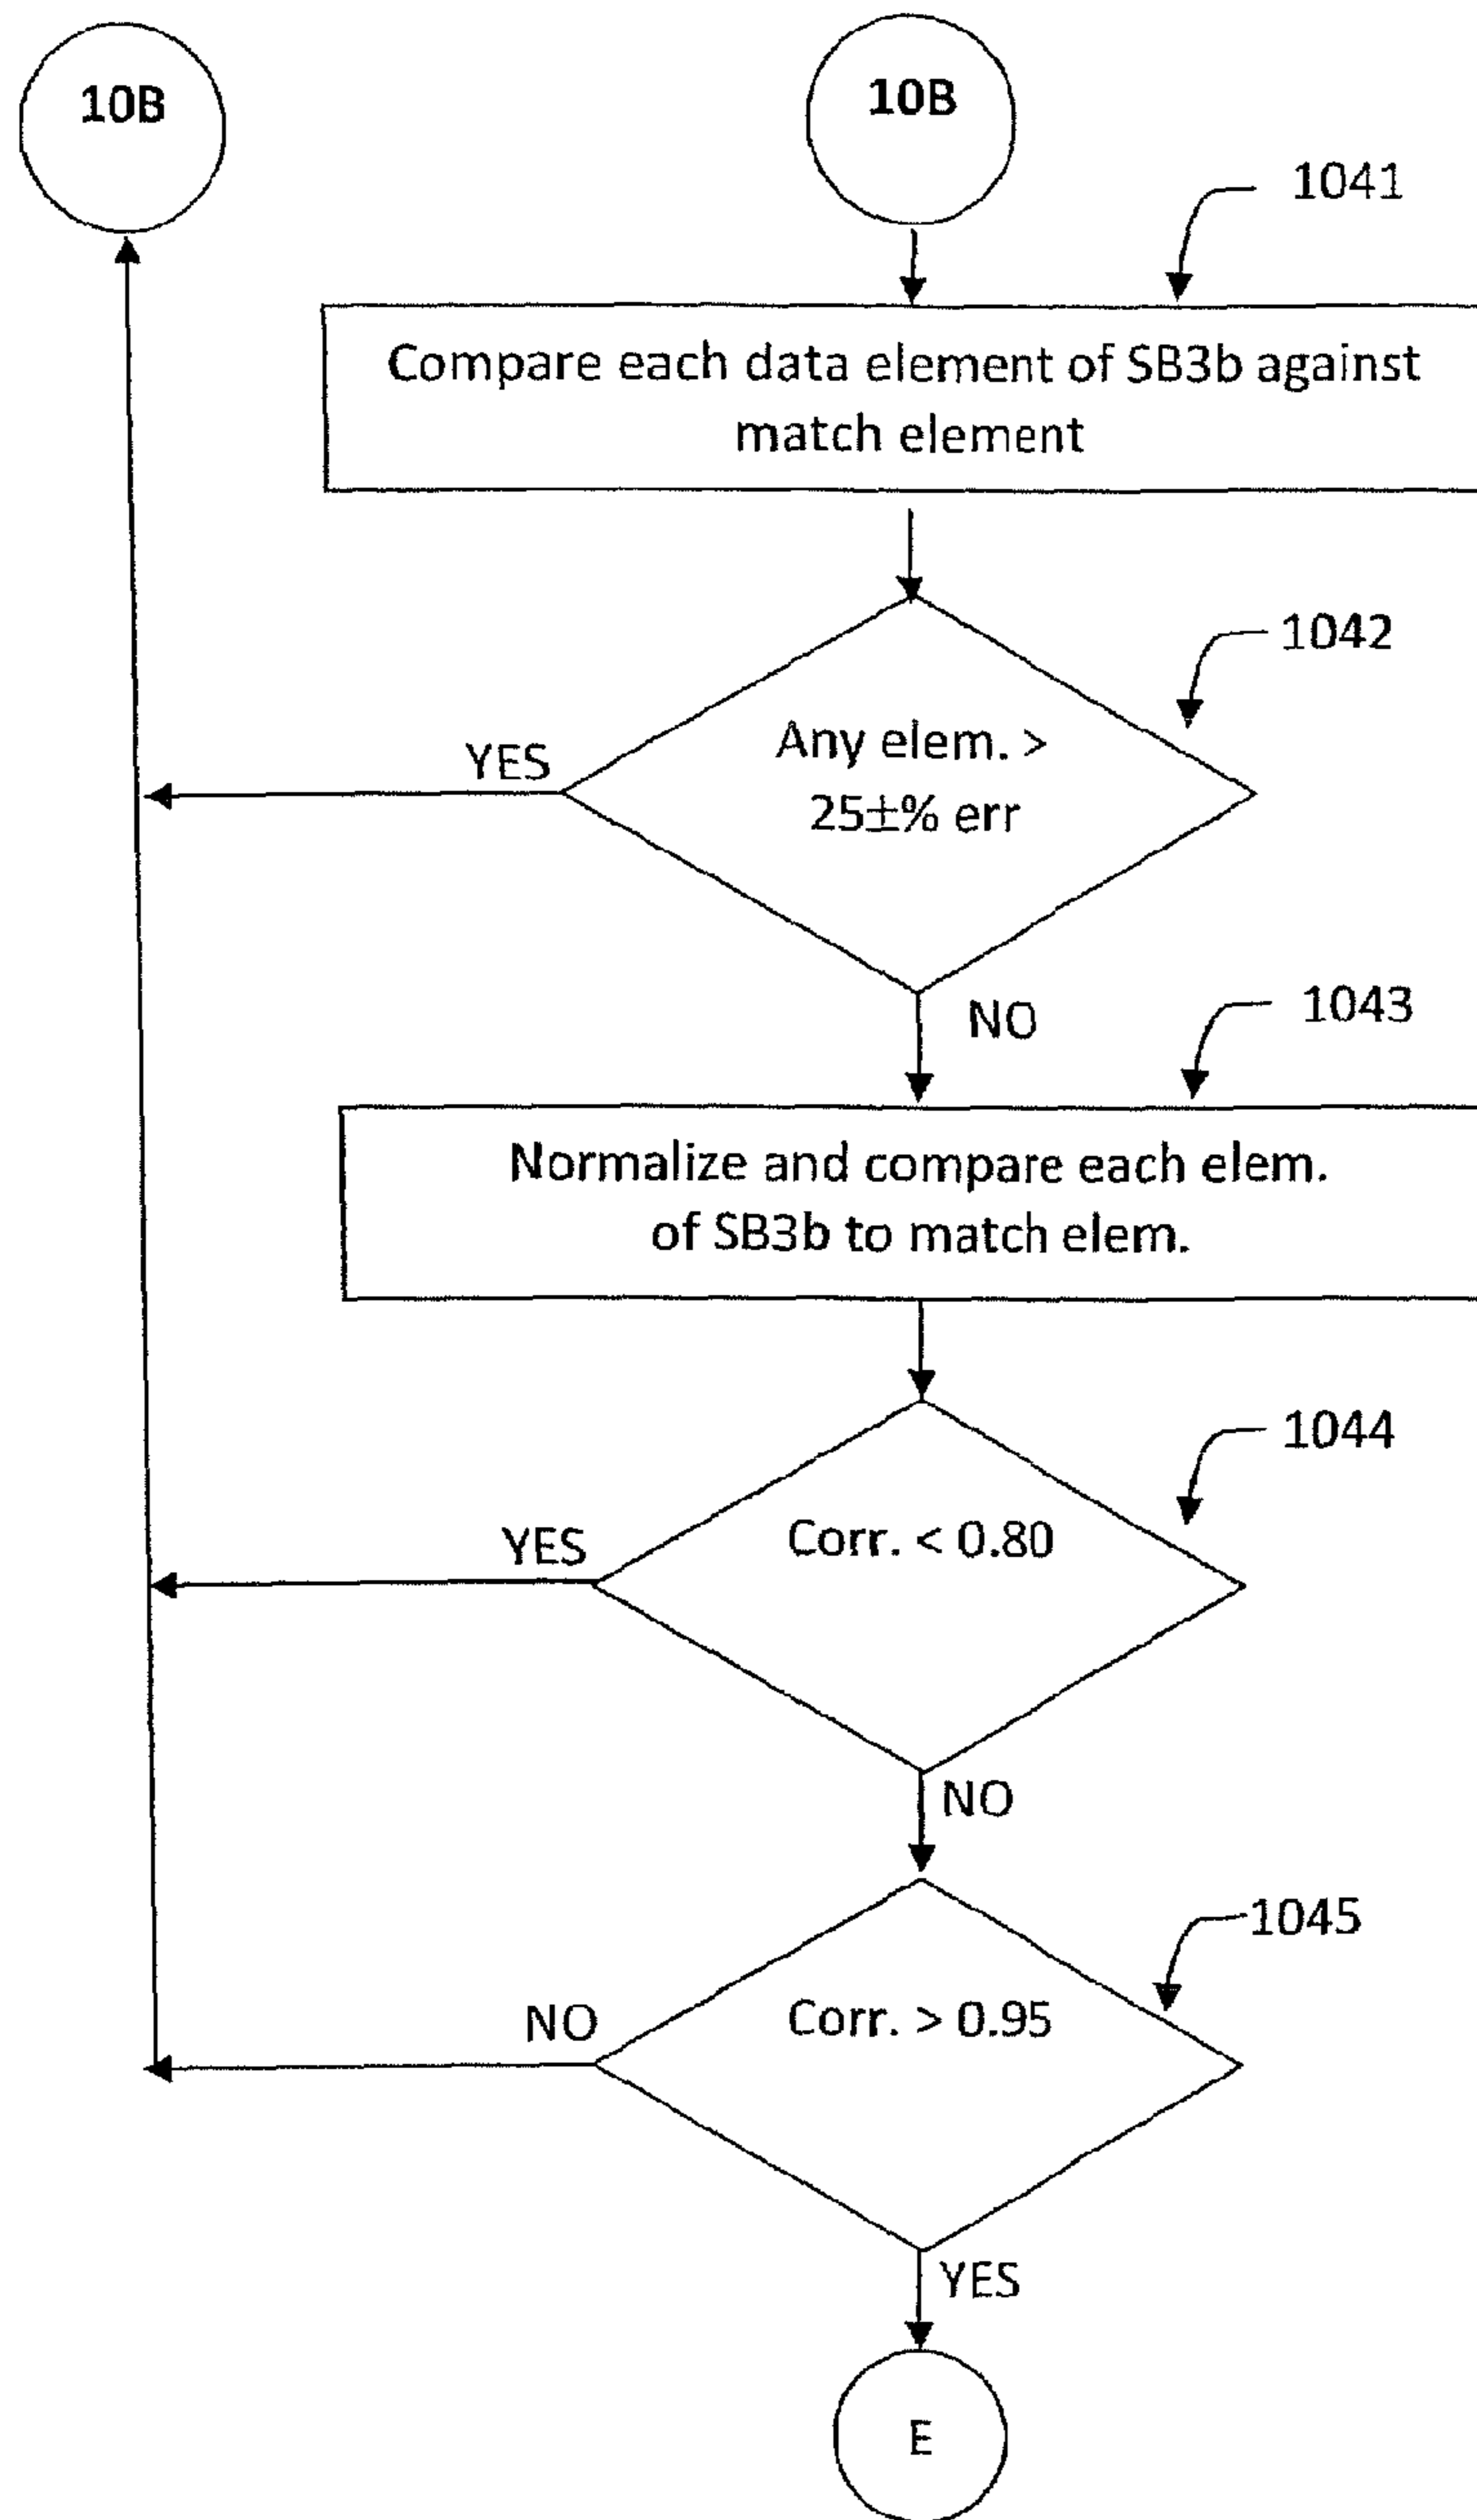 10B
10B
1041
Compare each data element of SB3b against
match element
1042
Any elem. >
25±% err
YES
NO
1043
Normalize and compare each elem.
of SB3b to match elem.
1044
Corr. < 0.80
YES
NO
1045
Corr. > 0.95
NO
YES
E